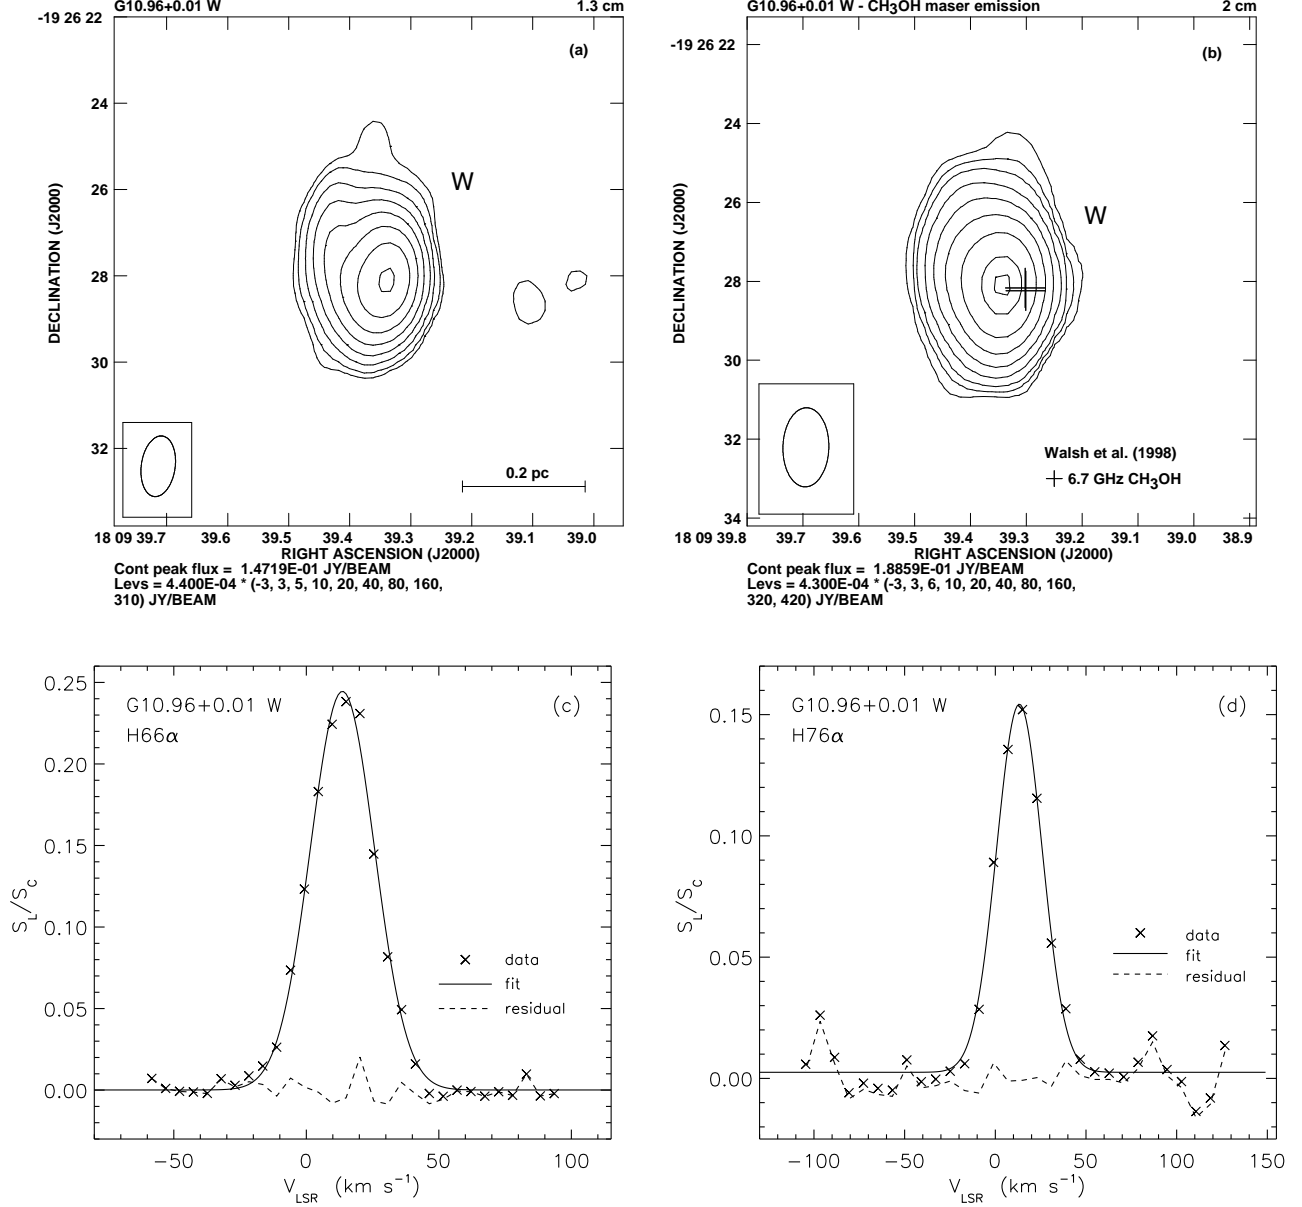 G10.96+0.01 W 1.3 cm
-19 26 22
(a)
24
W
26
28
30
32
0.2 pc
DECLINATION (J2000)
18 09 39.7 39.6 39.5 39.4 39.3 39.2 39.1 39.0
RIGHT ASCENSION (J2000)
Cont peak flux = 1.4719E-01 JY/BEAM
Levs = 4.400E-04 * (-3, 3, 5, 10, 20, 40, 80, 160,
310) JY/BEAM
G10.96+0.01 W - CH3OH maser emission 2 cm
-19 26 22
(b)
24
W
26
28
30
32
34
Walsh et al. (1998)
6.7 GHz CH3OH
DECLINATION (J2000)
18 09 39.8 39.7 39.6 39.5 39.4 39.3 39.2 39.1 39.0 38.9
RIGHT ASCENSION (J2000)
Cont peak flux = 1.8859E-01 JY/BEAM
Levs = 4.300E-04 * (-3, 3, 6, 10, 20, 40, 80, 160,
320, 420) JY/BEAM
0.25
G10.96+0.01 W (c)
H66α
0.20
0.15
0.10
0.05
0.00
S_L/S_C
data
fit
residual
−50 0 50 100
V_LSR (km s⁻¹)
G10.96+0.01 W (d)
H76α
0.15
0.10
0.05
0.00
S_L/S_C
data
fit
residual
−100 −50 0 50 100 150
V_LSR (km s⁻¹)